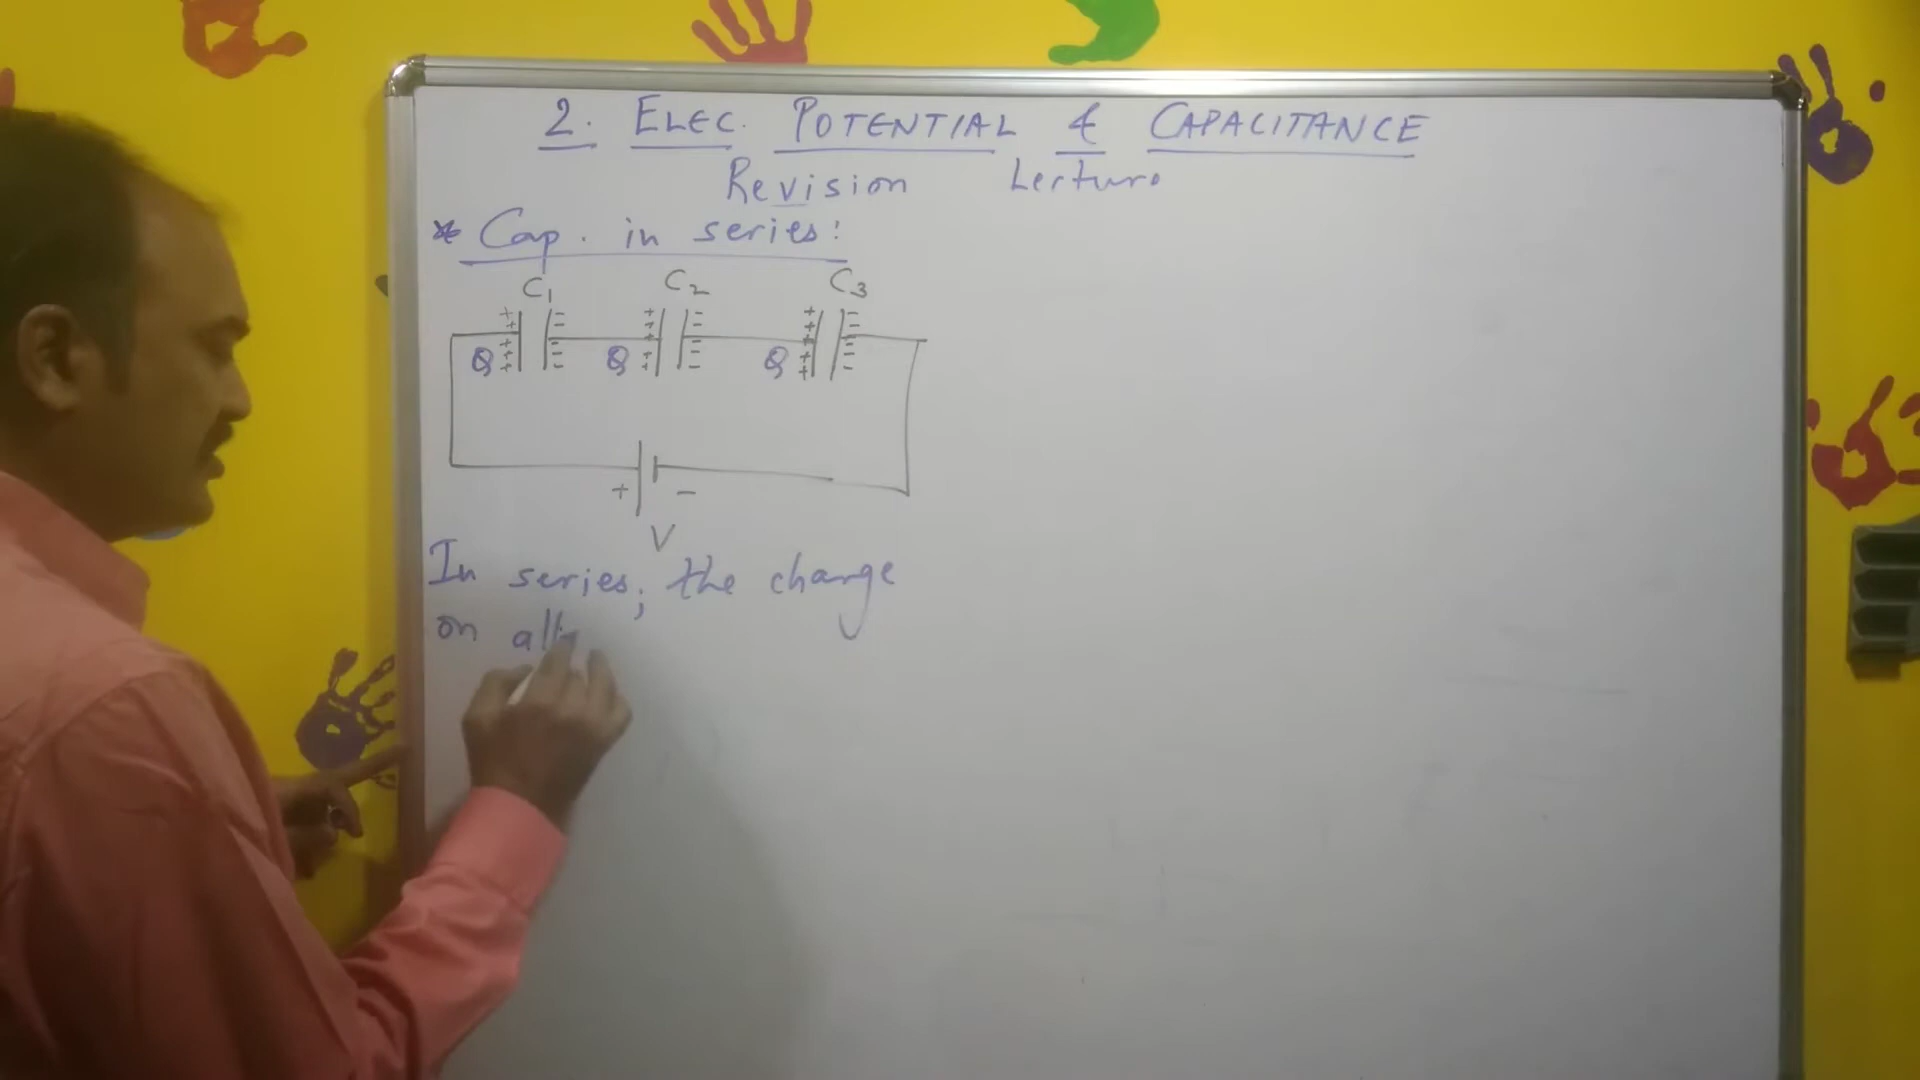 2. ELEC. POTENTIAL & CAPACITANCE
Revision Lecture
* Cap. in series:
C1 C2 C3
+ + + + + - - - - - + + + + + - - - - - + + + + + - - - - -
Q Q Q
+ -
V
In series, the charge
on all